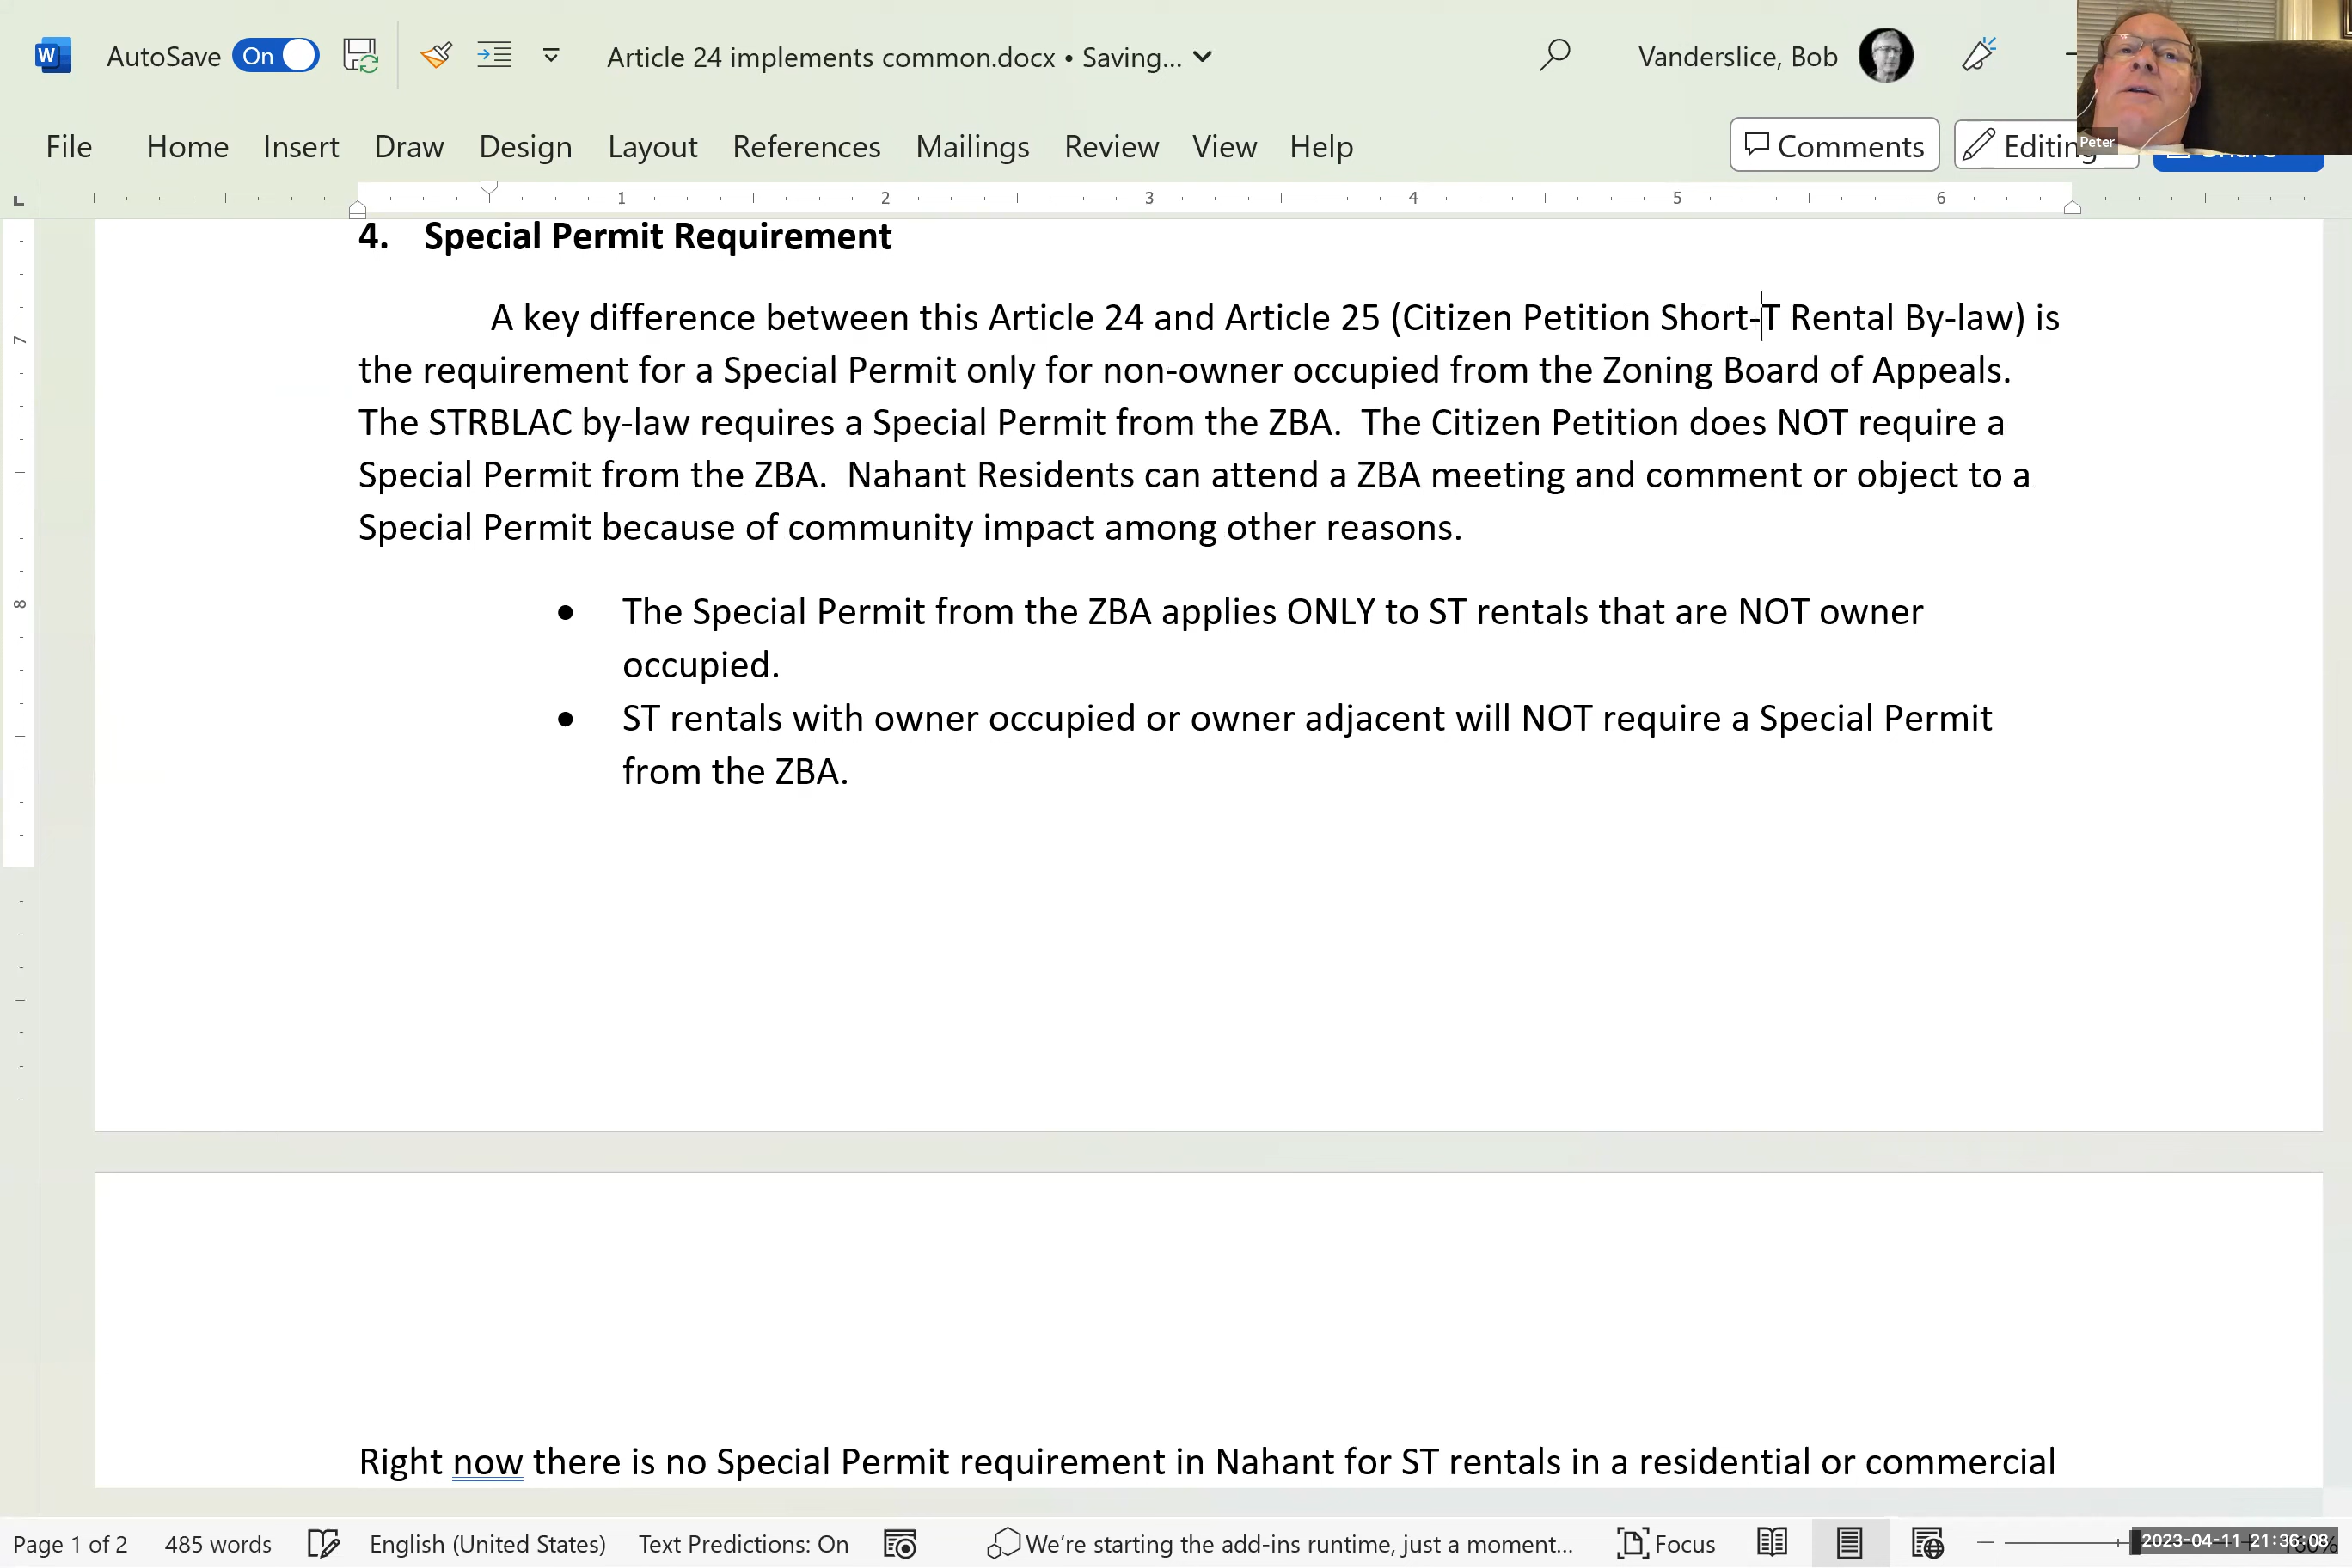 AutoSave On Article 24 implements common.docx • Saving... Vanderslice, Bob
File Home Insert Draw Design Layout References Mailings Review View Help Comments Editing
Peter
1 2 3 4 5 6
4. Special Permit Requirement
A key difference between this Article 24 and Article 25 (Citizen Petition Short-T Rental By-law) is
the requirement for a Special Permit only for non-owner occupied from the Zoning Board of Appeals.
The STRBLAC by-law requires a Special Permit from the ZBA. The Citizen Petition does NOT require a
Special Permit from the ZBA. Nahant Residents can attend a ZBA meeting and comment or object to a
Special Permit because of community impact among other reasons.
7
8
• The Special Permit from the ZBA applies ONLY to ST rentals that are NOT owner
occupied.
• ST rentals with owner occupied or owner adjacent will NOT require a Special Permit
from the ZBA.
Right now there is no Special Permit requirement in Nahant for ST rentals in a residential or commercial
Page 1 of 2 485 words English (United States) Text Predictions: On We're starting the add-ins runtime, just a moment... Focus 2023-04-11 21:36:08